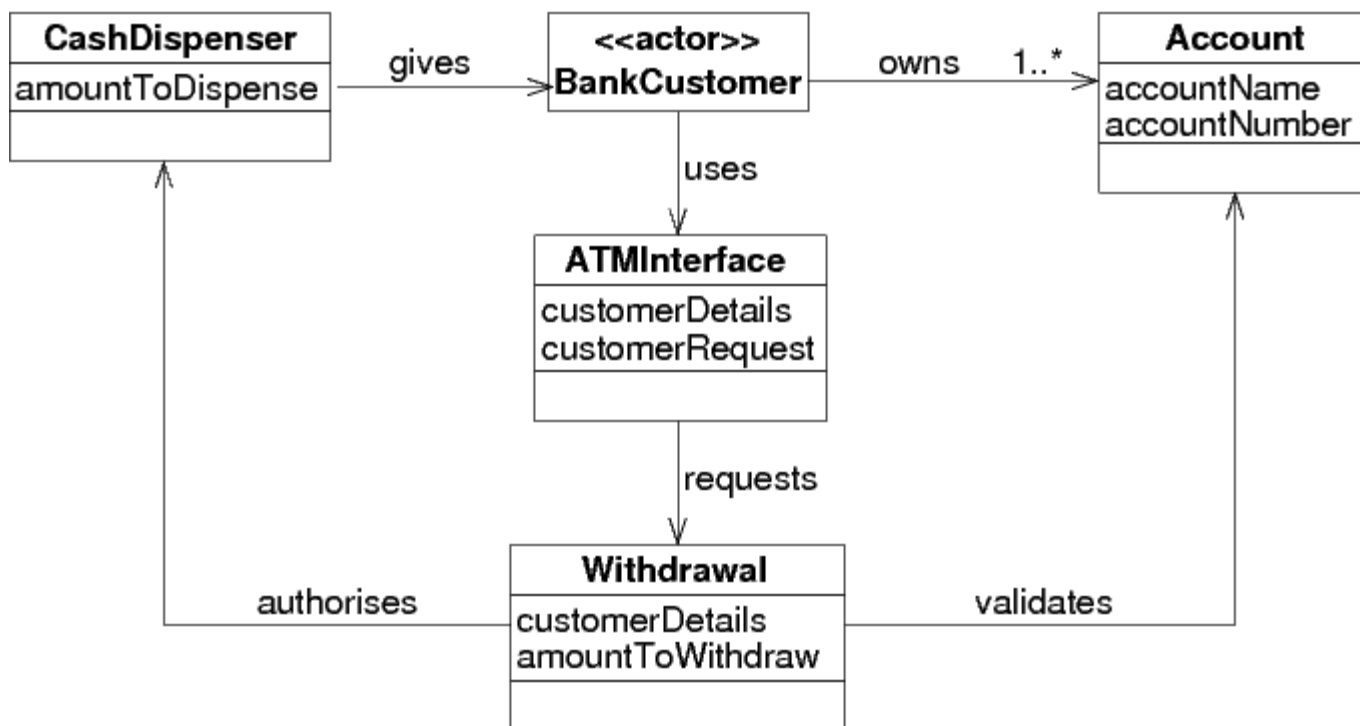 CashDispenser
amountToDispense
gives
<<actor>>
BankCustomer
owns 1..*
Account
accountName
accountNumber
uses
ATMInterface
customerDetails
customerRequest
requests
Withdrawal
customerDetails
amountToWithdraw
authorises
validates